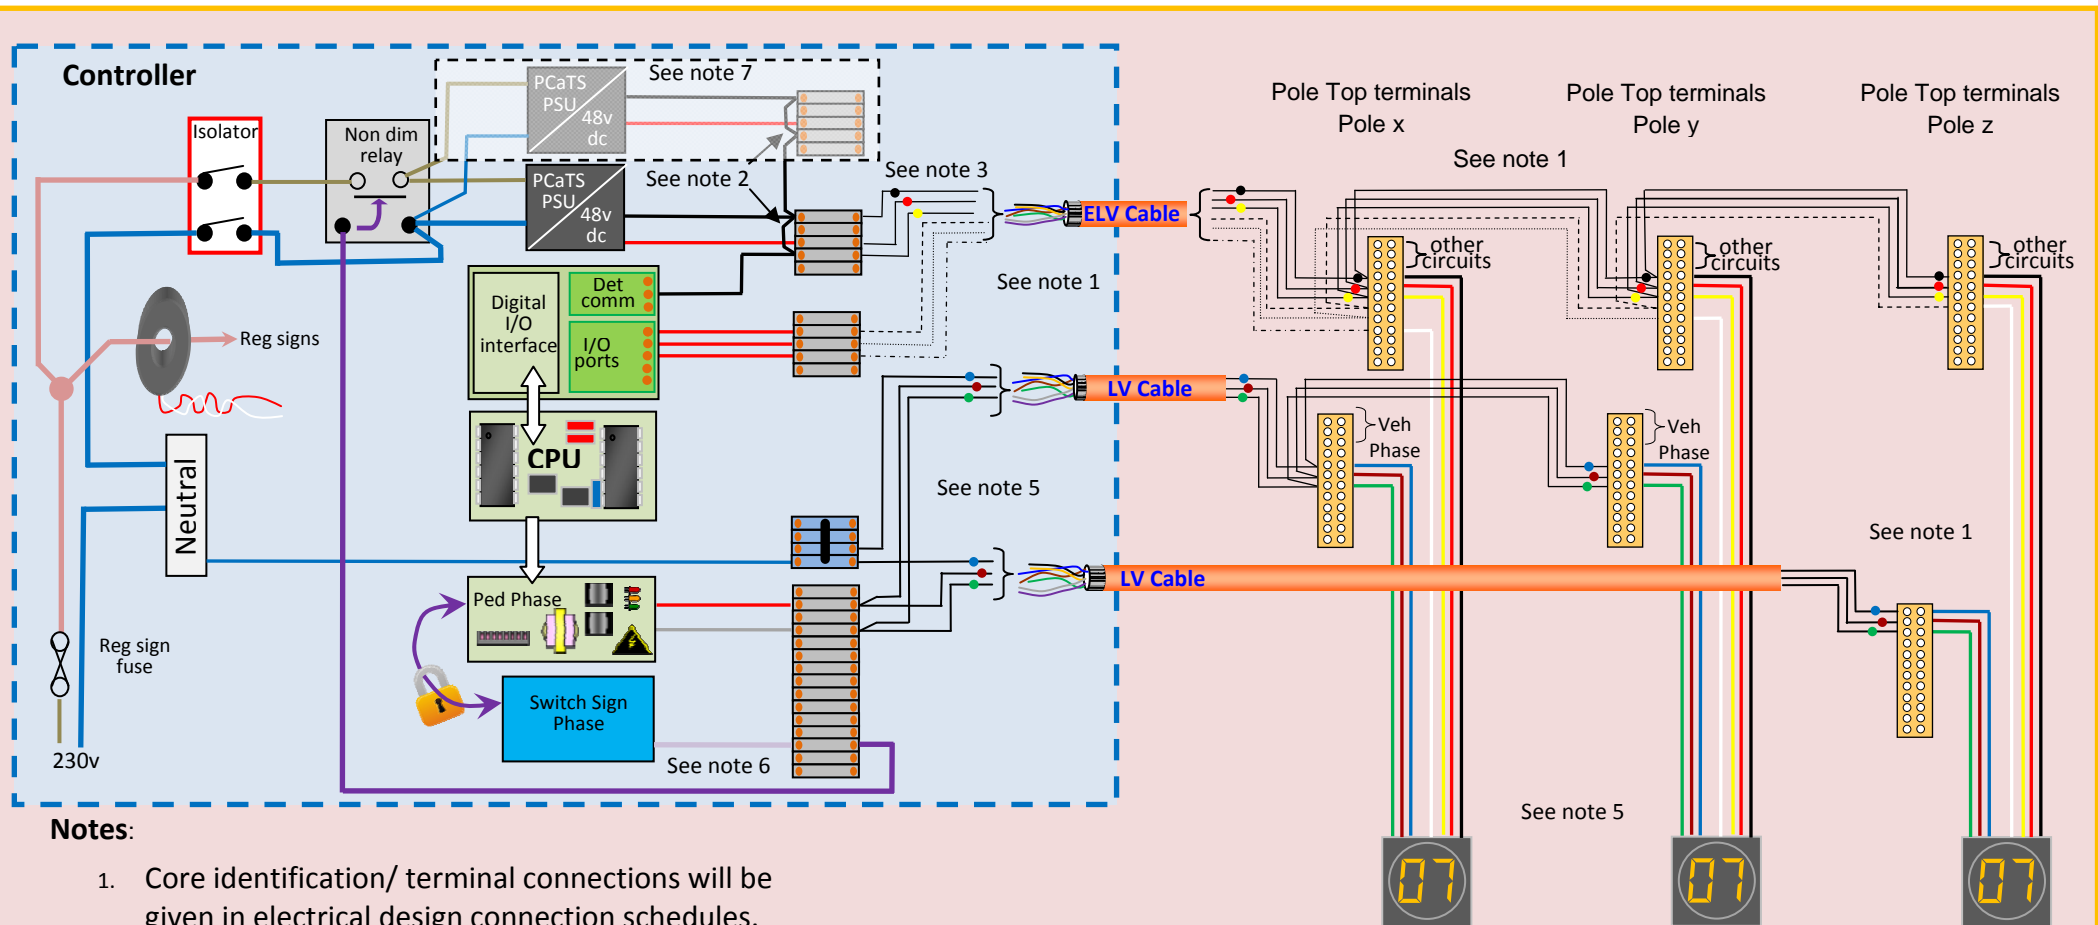 Controller
See note 7
PCaTS
PSU
48v
dc
Isolator
Non dim
relay
PCaTS
PSU
48v
dc
See note 2
See note 3
ELV Cable
See note 1
Pole Top terminals
Pole x
Pole Top terminals
Pole y
Pole Top terminals
Pole z
See note 1
other
circuits
other
circuits
other
circuits
Digital
I/O
interface
Det
comm
I/O
ports
Reg signs
LV Cable
Veh
Phase
Veh
Phase
CPU
Neutral
See note 5
See note 1
LV Cable
Ped Phase
Reg sign
fuse
Switch Sign
Phase
230v
See note 6
See note 5
07
07
07
Notes:
1. Core identification/ terminal connections will be
given in electrical design connection schedules.